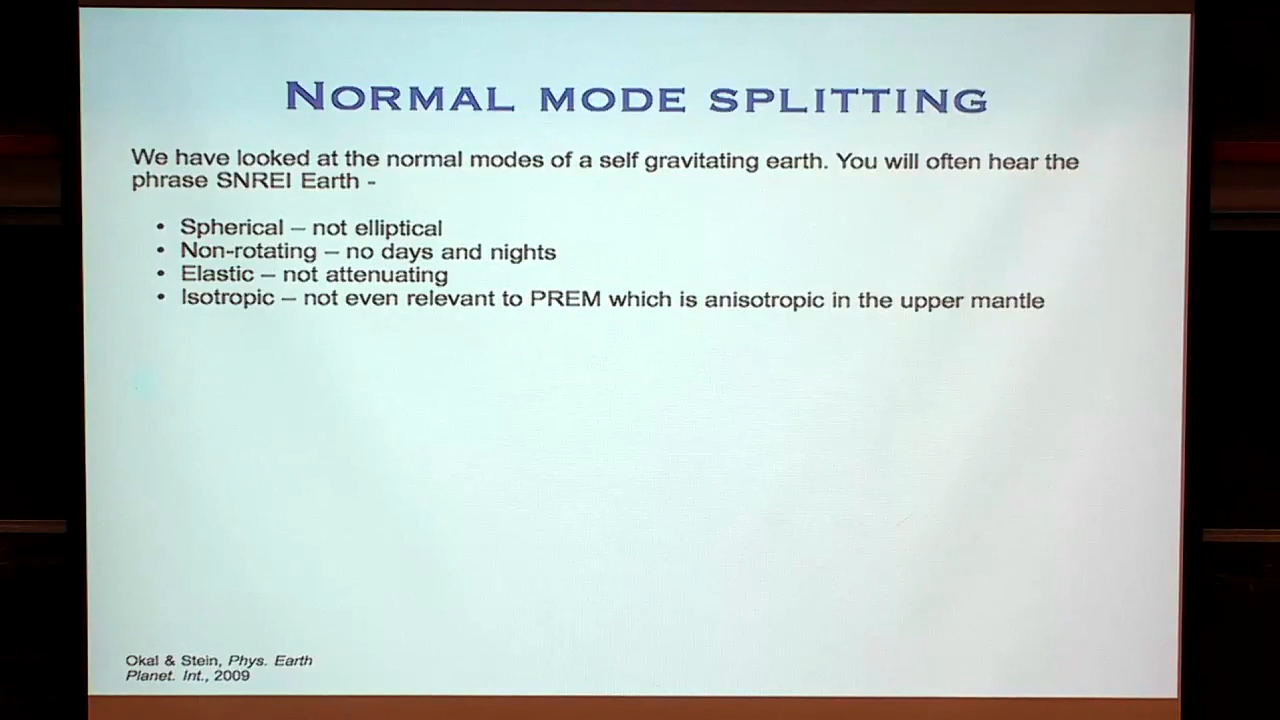 NORMAL MODE SPLITTING
We have looked at the normal modes of a self gravitating earth. You will often hear the
phrase SNREI Earth -
• Spherical – not elliptical
• Non-rotating – no days and nights
• Elastic – not attenuating
• Isotropic – not even relevant to PREM which is anisotropic in the upper mantle
Okal & Stein, Phys. Earth
Planet. Int., 2009